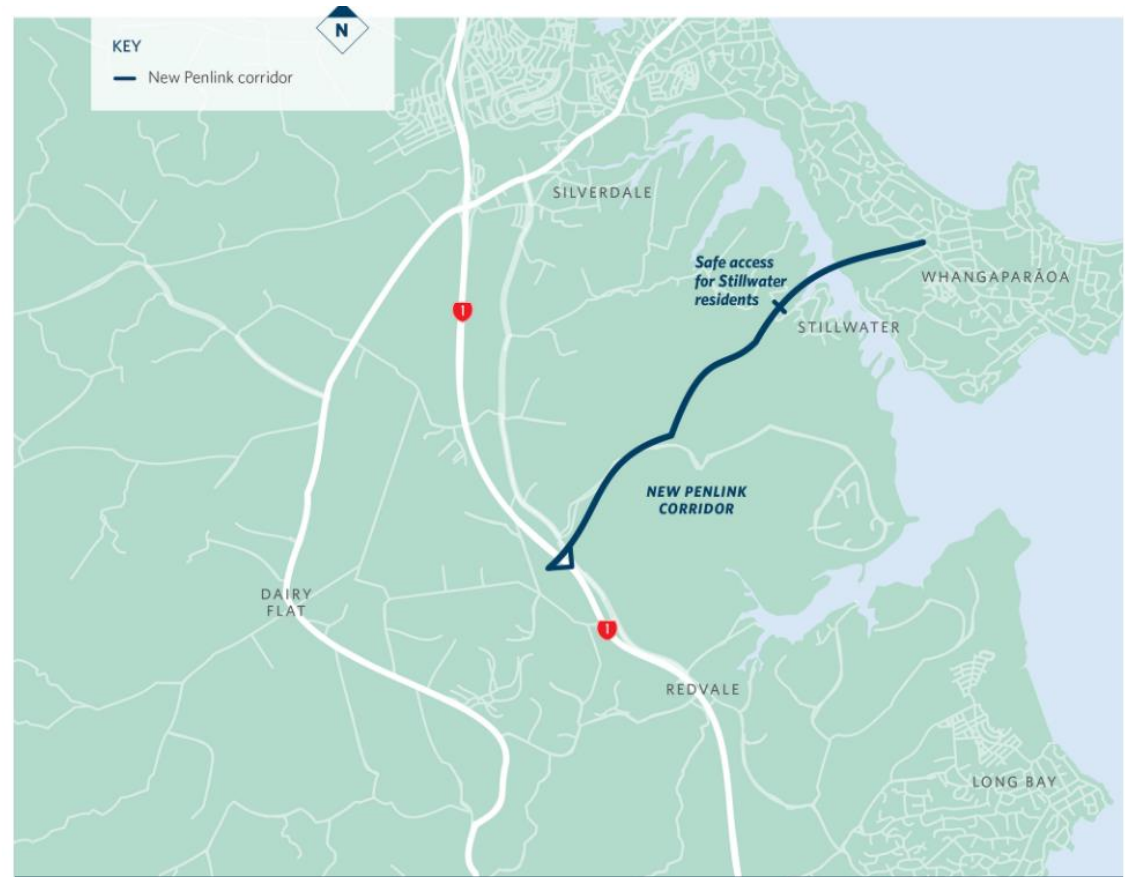 N
KEY
New Penlink corridor
SILVERDALE
Safe access
for Stillwater
residents
WHANGAPARĀOA
1
STILLWATER
NEW PENLINK
CORRIDOR
DAIRY
FLAT
1
REDVALE
LONG BAY